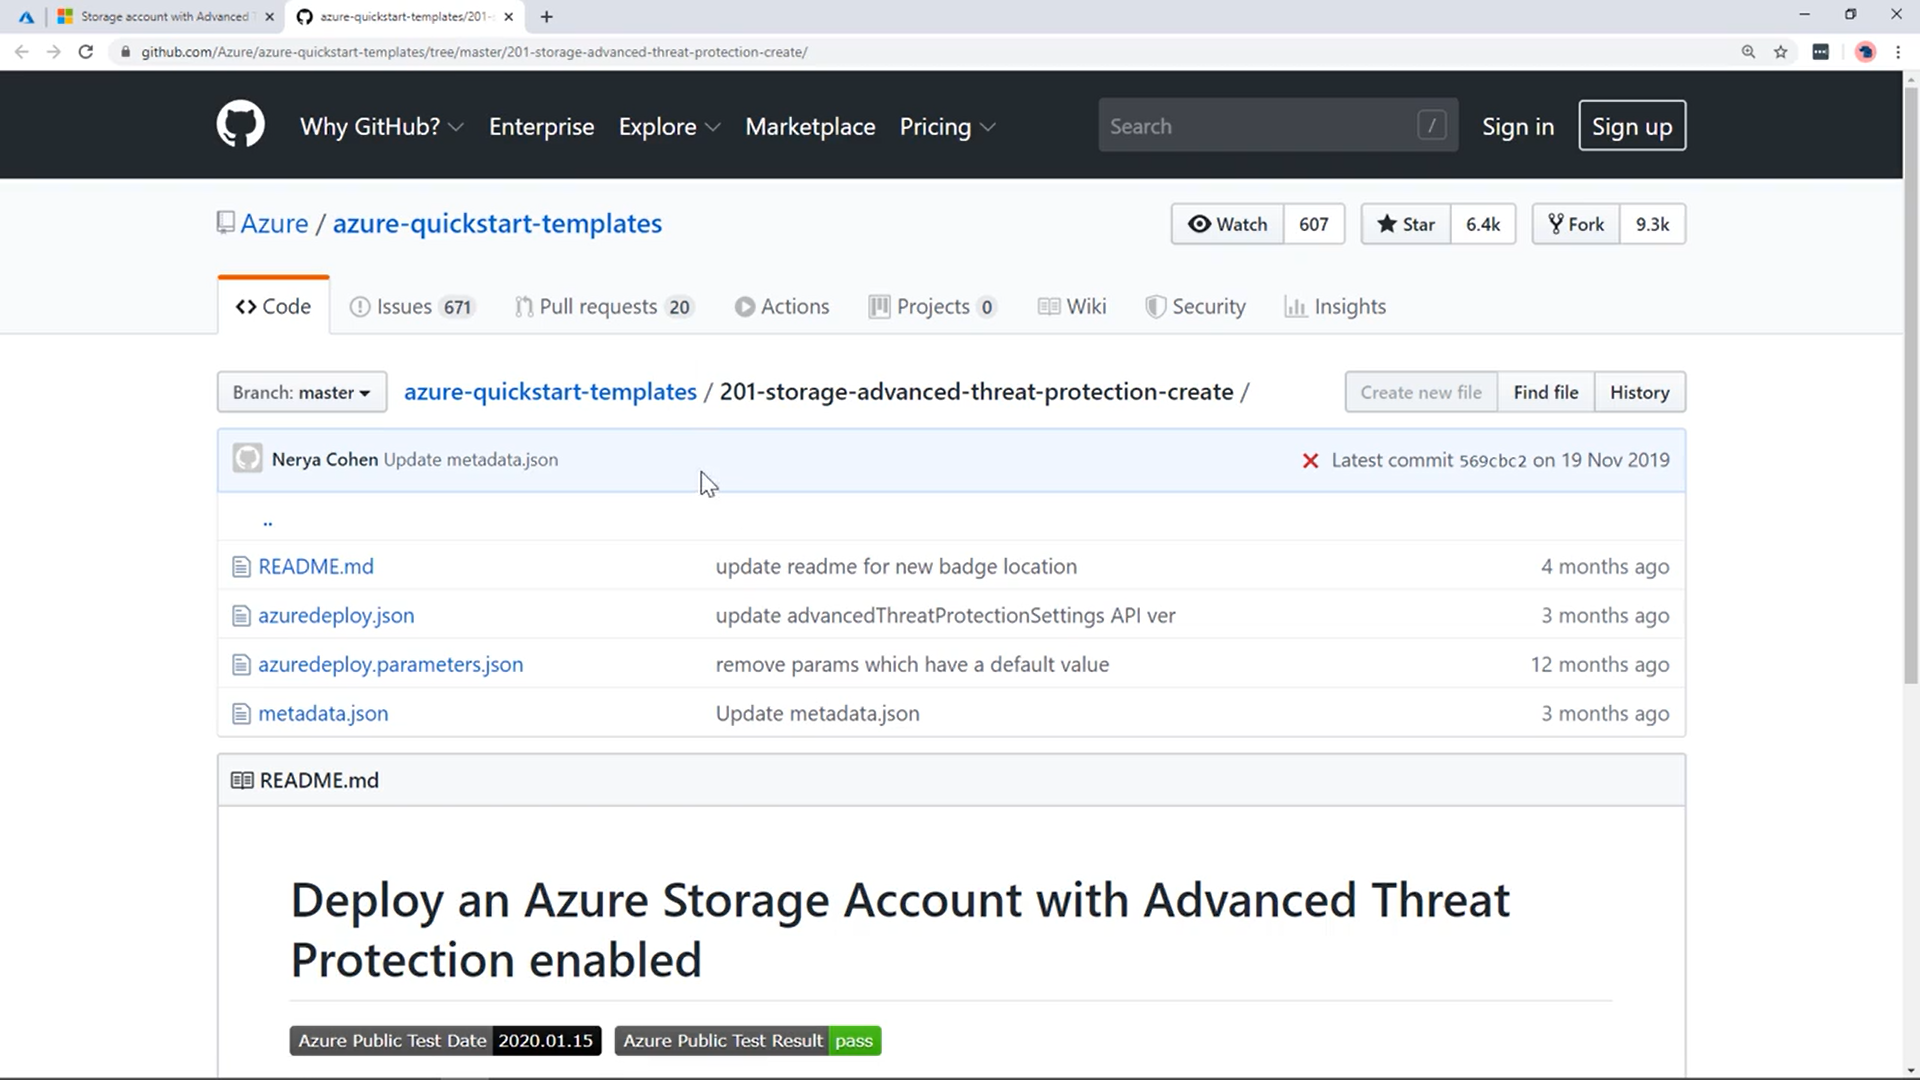 Storage account with Advanced T
azure-quickstart-templates/201-s
github.com/Azure/azure-quickstart-templates/tree/master/201-storage-advanced-threat-protection-create/
Why GitHub? Enterprise Explore Marketplace Pricing Search / Sign in Sign up
Azure / azure-quickstart-templates Watch 607 Star 6.4k Fork 9.3k
Code Issues 671 Pull requests 20 Actions Projects 0 Wiki Security Insights
Branch: master azure-quickstart-templates / 201-storage-advanced-threat-protection-create / Create new file Find file History
Nerya Cohen Update metadata.json Latest commit 569cbc2 on 19 Nov 2019
..
README.md update readme for new badge location 4 months ago
azuredeploy.json update advancedThreatProtectionSettings API ver 3 months ago
azuredeploy.parameters.json remove params which have a default value 12 months ago
metadata.json Update metadata.json 3 months ago
README.md
Deploy an Azure Storage Account with Advanced Threat
Protection enabled
Azure Public Test Date 2020.01.15 Azure Public Test Result pass